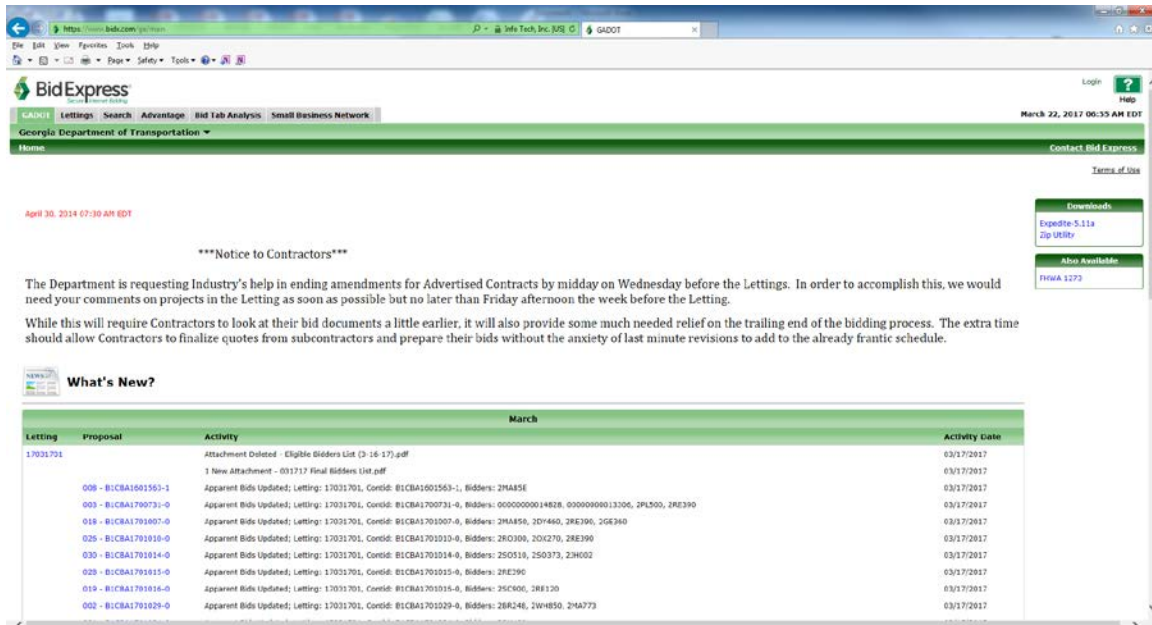 https://www.bidx.com/ga/main
Info Tech, Inc. [US]
GADOT
File Edit View Favorites Tools Help
Page Safety Tools
BidExpress
Secure Internet Bidding
Login
Help
GADOT Lettings Search Advantage Bid Tab Analysis Small Business Network
March 22, 2017 06:35 AM EDT
Georgia Department of Transportation
Home
Contact Bid Express
Terms of Use
April 30, 2014 07:30 AM EDT
Downloads
Expedite-5.11a
Zip Utility
Also Available
FHWA 1273
***Notice to Contractors***
The Department is requesting Industry's help in ending amendments for Advertised Contracts by midday on Wednesday before the Lettings. In order to accomplish this, we would
need your comments on projects in the Letting as soon as possible but no later than Friday afternoon the week before the Letting.
While this will require Contractors to look at their bid documents a little earlier, it will also provide some much needed relief on the trailing end of the bidding process. The extra time
should allow Contractors to finalize quotes from subcontractors and prepare their bids without the anxiety of last minute revisions to add to the already frantic schedule.
NEWS
What's New?
March
Letting Proposal Activity Activity Date
17031701 Attachment Deleted - Eligible Bidders List (3-16-17).pdf 03/17/2017
1 New Attachment - 031717 Final Bidders List.pdf 03/17/2017
008 - B1CBA1601563-1 Apparent Bids Updated; Letting: 17031701, Contid: B1CBA1601563-1, Bidders: 2MA85E 03/17/2017
003 - B1CBA1700731-0 Apparent Bids Updated; Letting: 17031701, Contid: B1CBA1700731-0, Bidders: 00000000014828, 00000000013306, 2PL500, 2RE390 03/17/2017
018 - B1CBA1701007-0 Apparent Bids Updated; Letting: 17031701, Contid: B1CBA1701007-0, Bidders: 2MA850, 2DY460, 2RE390, 2GE360 03/17/2017
026 - B1CBA1701010-0 Apparent Bids Updated; Letting: 17031701, Contid: B1CBA1701010-0, Bidders: 2RO300, 2OX270, 2RE390 03/17/2017
030 - B1CBA1701014-0 Apparent Bids Updated; Letting: 17031701, Contid: B1CBA1701014-0, Bidders: 2SO510, 2SO373, 23H002 03/17/2017
028 - B1CBA1701015-0 Apparent Bids Updated; Letting: 17031701, Contid: B1CBA1701015-0, Bidders: 2RE390 03/17/2017
019 - B1CBA1701016-0 Apparent Bids Updated; Letting: 17031701, Contid: B1CBA1701016-0, Bidders: 2SC900, 2RE120 03/17/2017
002 - B1CBA1701029-0 Apparent Bids Updated; Letting: 17031701, Contid: B1CBA1701029-0, Bidders: 2BR248, 2WH850, 2MA773 03/17/2017